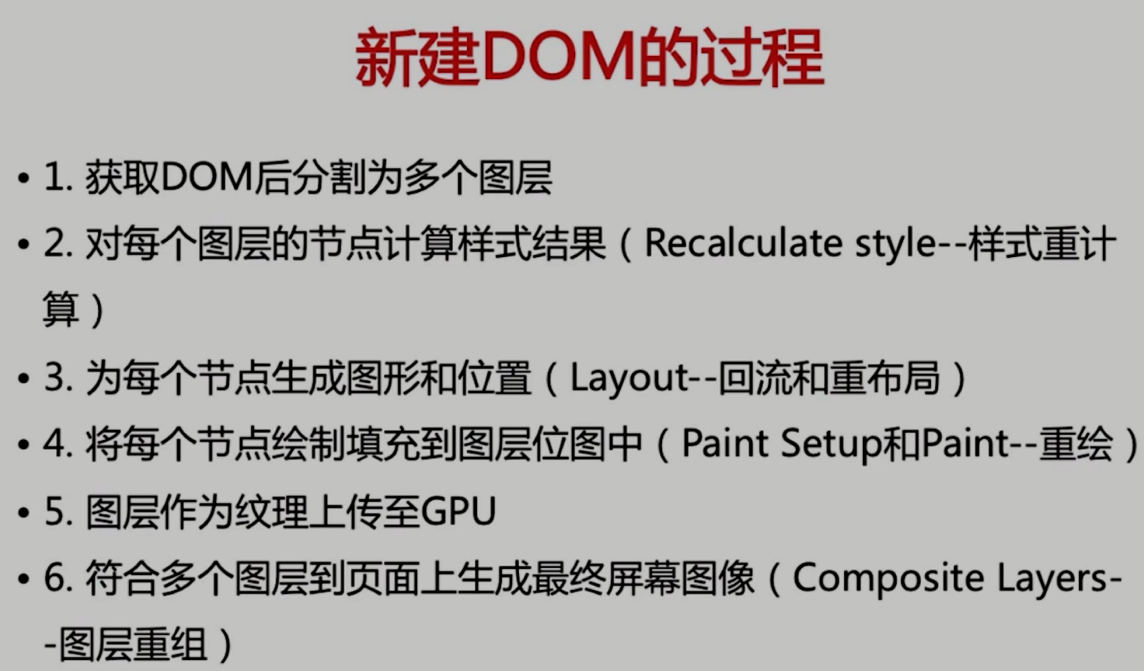 新建DOM的过程
• 1. 获取DOM后分割为多个图层
• 2. 对每个图层的节点计算样式结果（Recalculate style--样式重计
算）
• 3. 为每个节点生成图形和位置（Layout--回流和重布局）
• 4. 将每个节点绘制填充到图层位图中（Paint Setup和Paint--重绘）
• 5. 图层作为纹理上传至GPU
• 6. 符合多个图层到页面上生成最终屏幕图像（Composite Layers-
-图层重组）